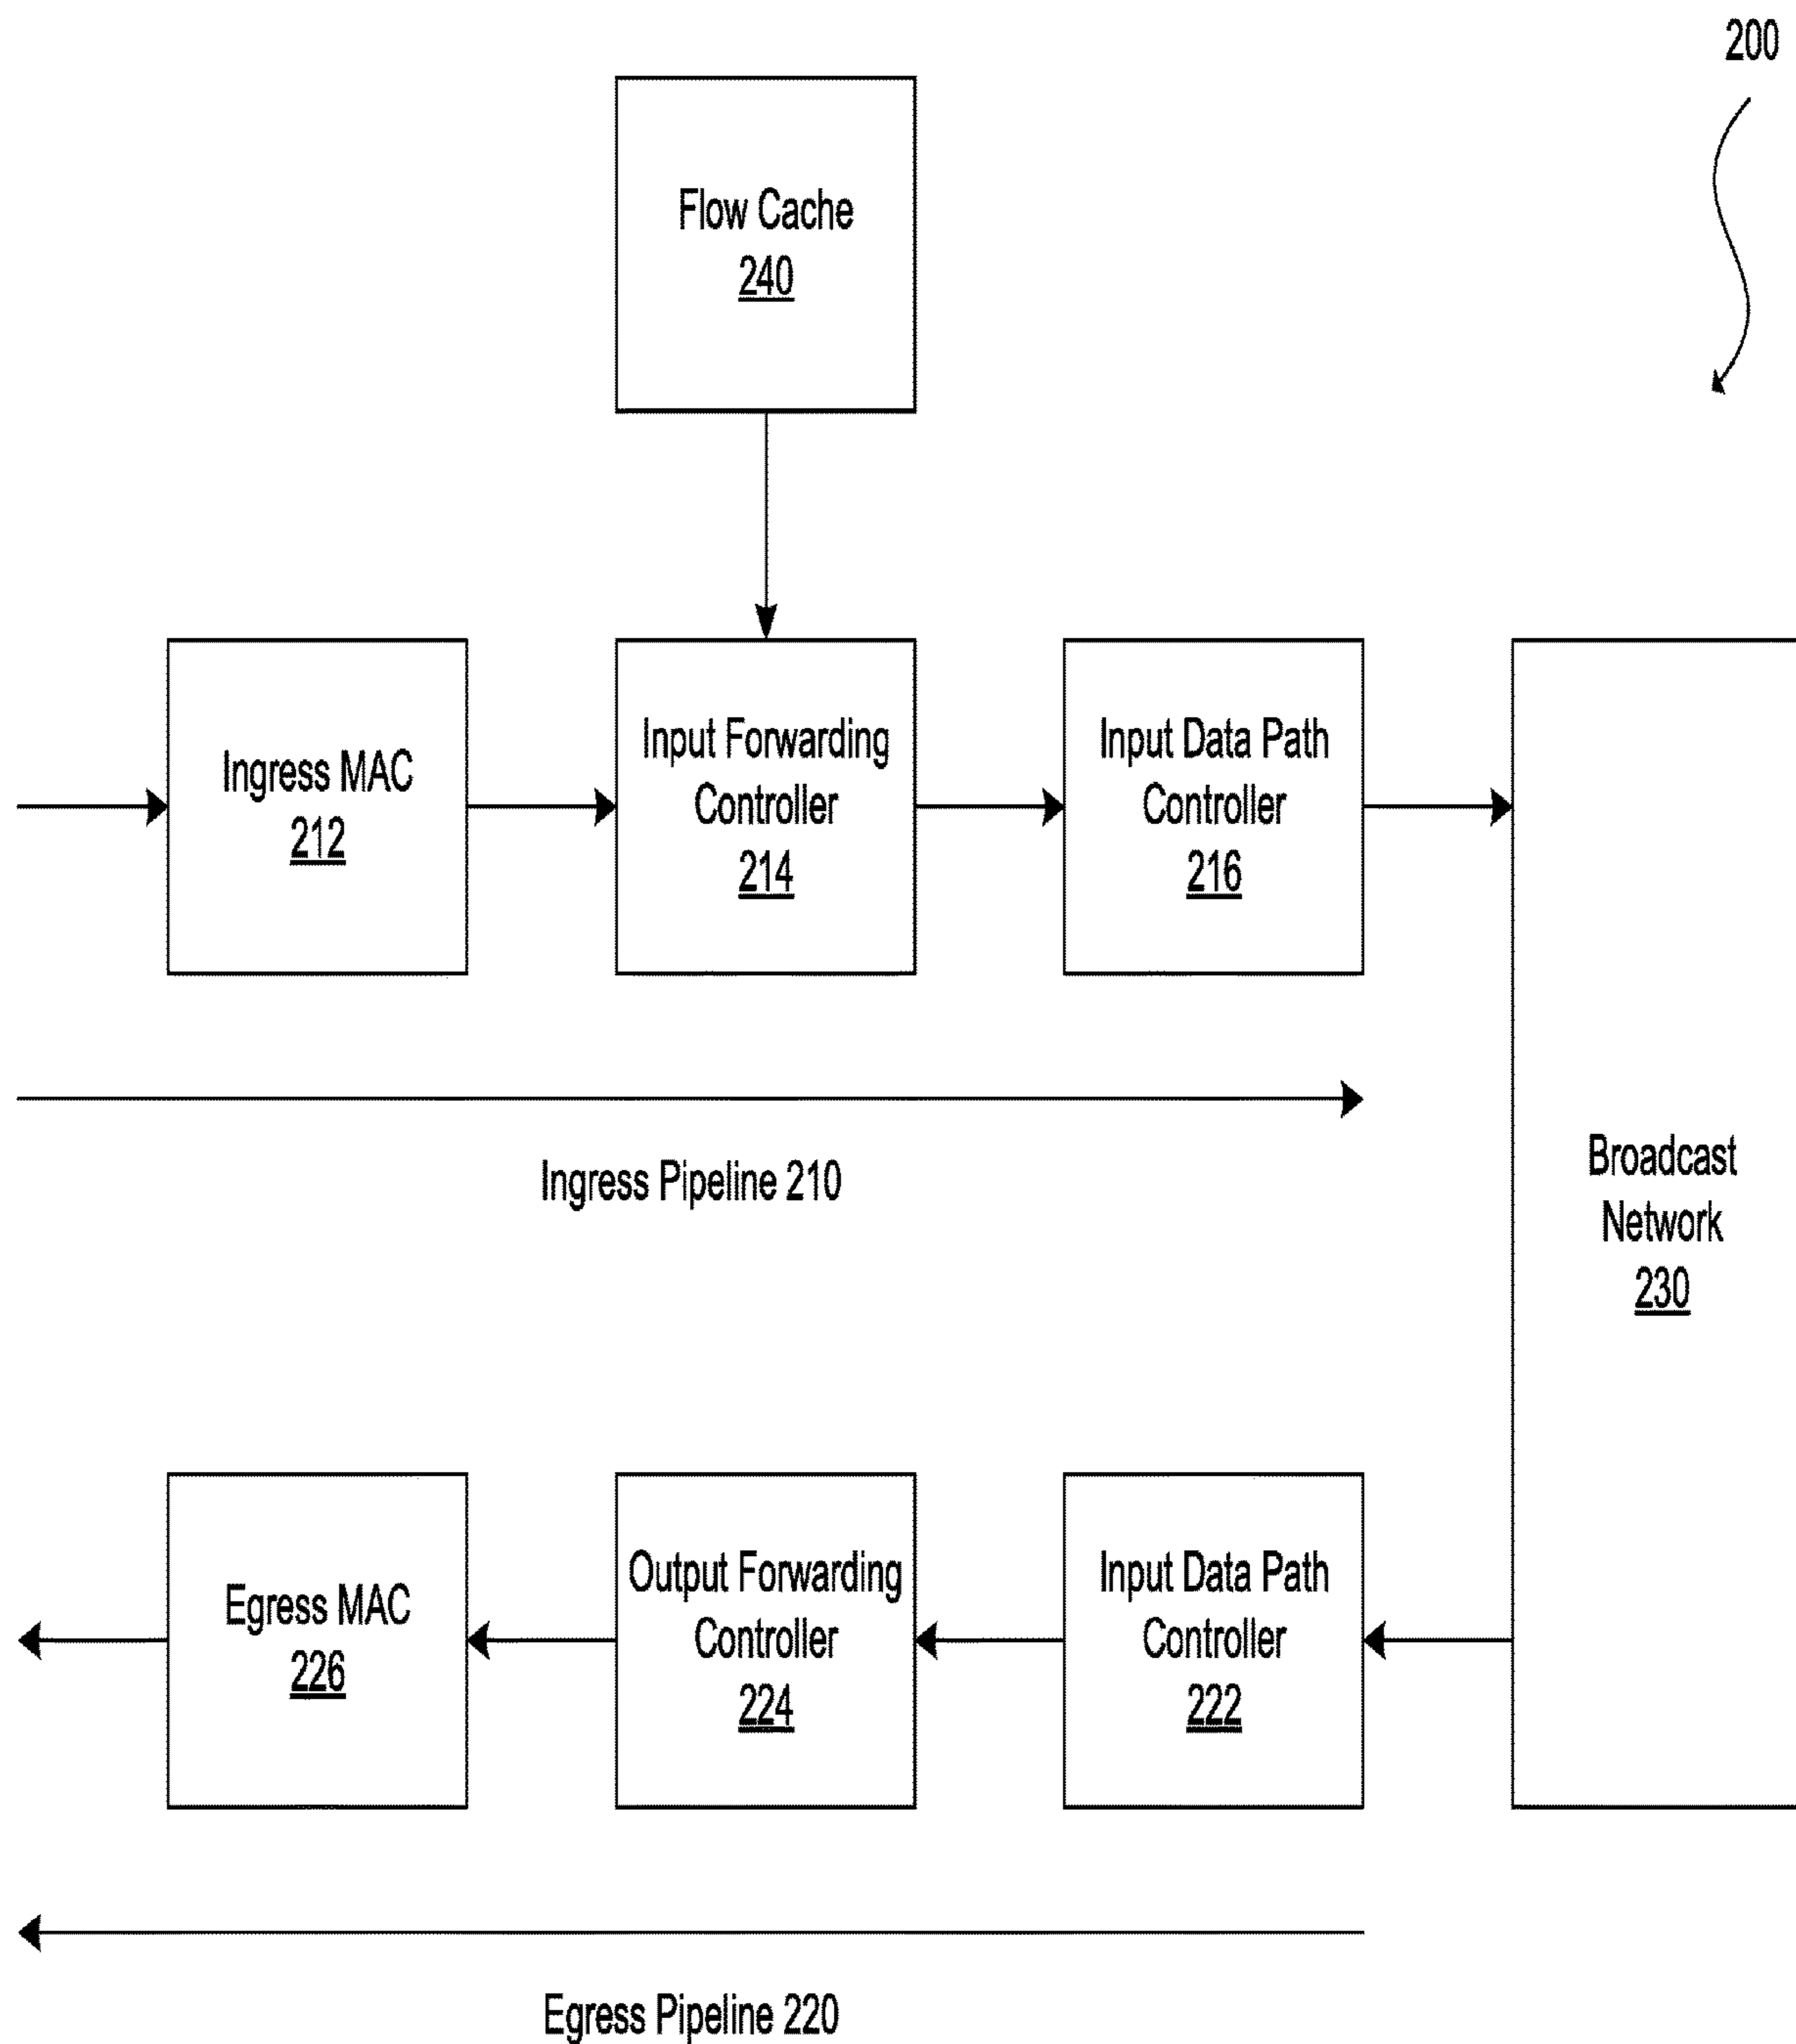 200
Flow Cache
240
Ingress MAC
212
Input Forwarding
Controller
214
Input Data Path
Controller
216
Ingress Pipeline 210
Broadcast
Network
230
Egress MAC
226
Output Forwarding
Controller
224
Input Data Path
Controller
222
Egress Pipeline 220